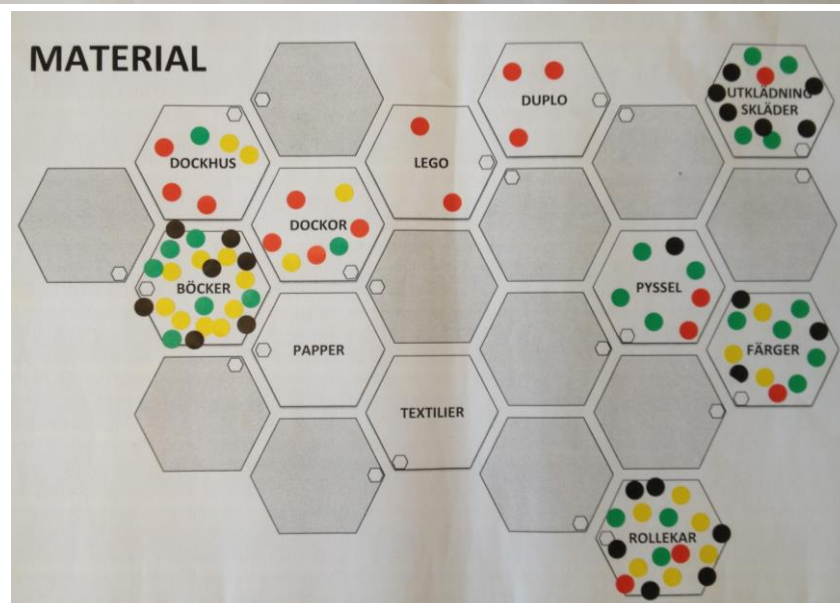 MATERIAL
DUPLO
UTKLÄDNING
SKLÄDER
DOCKHUS
LEGO
DOCKOR
BÖCKER
PYSSEL
PAPPER
FÄRGER
TEXTILIER
ROLLEKAR